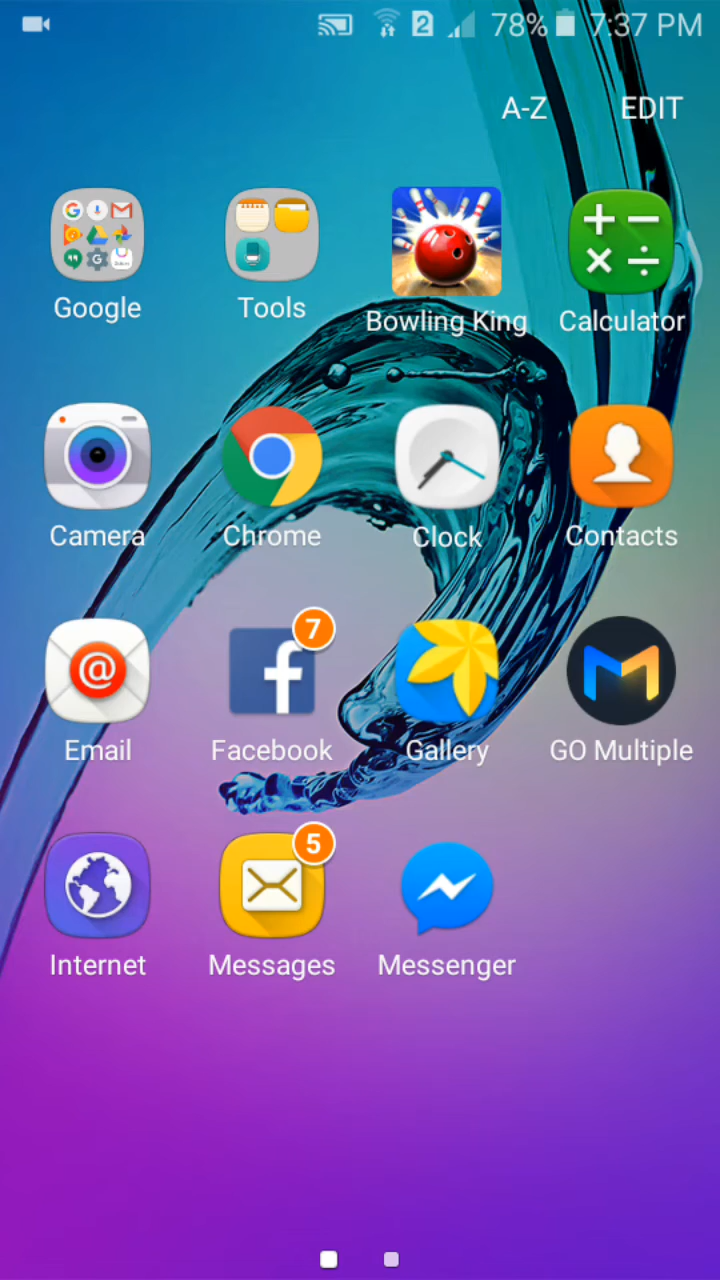 2 78% 7:37 PM
A-Z EDIT
Google Tools Bowling King Calculator
Camera Chrome Clock Contacts
7
Email Facebook Gallery GO Multiple
5
Internet Messages Messenger